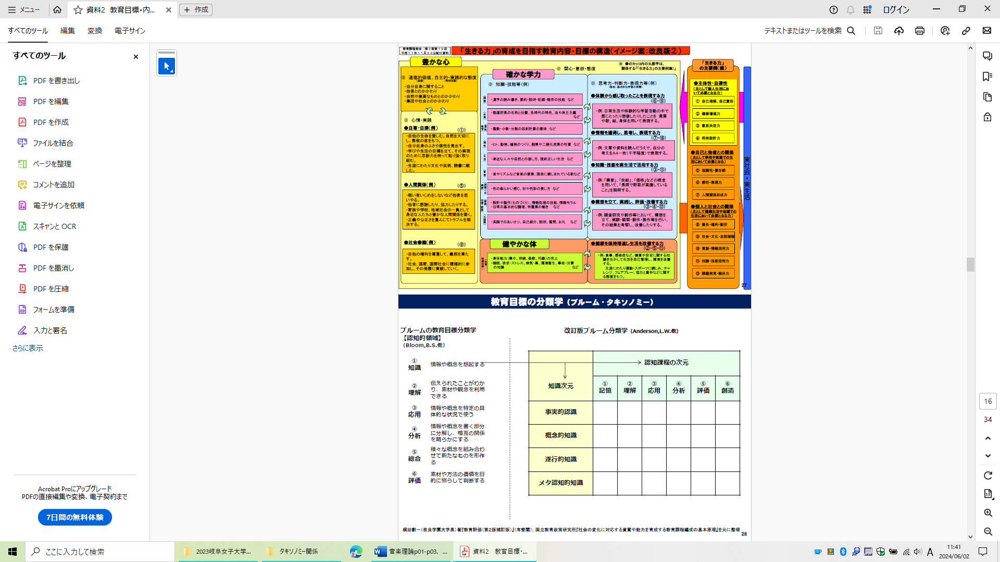 メニュー
資料2 教育目標・内...
作成
ログイン
すべてのツール
編集
変換
電子サイン
テキストまたはツールを検索
すべてのツール
PDF を書き出し
PDF を編集
PDF を作成
ファイルを結合
ページを整理
コメントを追加
電子サインを依頼
スキャンと OCR
PDF を保護
PDF を墨消し
PDF を圧縮
フォームを準備
入力と署名
さらに表示
Acrobat Proにアップグレード
PDFの直接編集や変換、電子契約まで
7日間の無料体験
教育課程部会(第3期第19回
平成17年11月30日配付資料
「生きる力」の育成を目指す教育内容・目標の構造(イメージ案:改良版②)
豊かな心
※ 道徳的価値、自主的・実践的な態度
(道徳) (特別活動)
・自分自身に関すること
・他者とのかかわり
・自然や崇高なものとのかかわり
・集団や社会とのかかわり
※ 心情・実践
●自尊・自律(例) (①)
・自他の生命を愛しむ。自然を大切にし、畏敬の念をもつ。
・自分自身のよさや個性を見出す。
・学びや生活の目標を立て、その実現のために忍耐力を持って粘り強く取り組む。
・生涯にわたり文化や芸術、読書に親しむ。
●人間関係(例) (⑤)
・弱い者いじめをしないなど他者を思いやる。
・他者に感謝したり、協力したりする。
・家族や学校、地域社会の一員として身近な人たちと豊かな人間関係を築く。
・正義や公正さを重んじてトラブルを解決する。
●社会参画(例) (⑧)
・自他の権利を尊重して、義務を果たす。
・社会、国家、国際社会に積極的に参加し、その発展に貢献していく。
※ 関心・意欲・態度
※ ●のカッコ内の丸数字は、
関係する「「生きる力」の主要例案)」
確かな学力
※ 知識・技能等(例)
・漢字の読み書き、要約・説明・記録・報告の技能 など
・都道府県の名称と位置、各時代の特色、法や民主主義 など
・整数・小数・分数の四則計算の意味 など
・ヒト、動物、植物のつくり、酸素や二酸化炭素の性質 など
・身近な人々や自然との接し方、規則正しい生活 など
・音やリズムなど音楽の要素、国民に親しまれている歌など
・色の柔らかい感じ、形や色彩の表し方 など
・設計や製作(ものづくり)、情報処理の技能、情報モラル
・日常の基本的な調理、栄養素の働き など
・英語でのあいさつ、自己紹介、説明、質問、お礼 など
※ 思考力・判断力・表現力等(例)
(教科、総合的な学習の時間)
●体験から感じ取ったことを表現する力
(⑥・⑨)
・例:日常生活や体験的な学習活動の中で感じとったり想像したりしたことを 言葉や歌、絵、身体を用いて表現する。
●情報を獲得し、思考し、表現する力
(⑦・⑩)
・例:文章や資料を読んだうえで、自分の考えをA4一枚(千字程度)で表現する。
●知識・技能を実生活で活用する力
(③・⑪)
・例:「需要」、「供給」、「価格」などの概念を用いて、「長雨で野菜が高騰していること」を説明する。
●構想を立て、実践し、評価・改善する力
(③・④・⑫)
・例:調査研究や創作等において、構想を立て、実験・観察・創作・製作等を行い、その結果を考察し、改善したりする。
健やかな体
・身体能力(集中、持続、柔軟、巧緻)の向上
・睡眠、欲求・ストレス、病気・薬、環境衛生、事故・災害の知識 など
●健康を保持増進し生活を改善する力
(②・⑤・⑪)
・例:食事、感染症など、健康や安全に関する知識を生かして生活を自己管理し、環境を改善する。
生涯にわたり運動・スポーツに親しみ、チャレンジ、フェアプレー、協力と責任などに関する態度をもつ。
「生きる力」
の主要例(案)
●主体性・自律性
(主として個人生活において必要となる力)
① 自己理解、自己責任
② 健康増進力
③ 意思決定力
④ 将来設計力
●自己と他者との関係
(主として学校や家庭での生活において必要となる)
⑤ 協調性・責任感
⑥ 感性・表現力
⑦ 人間関係形成力
●個人と社会との関係
(主として職業生活や地域での生活において必要となる力)
⑧ 責任・権利・勤労
⑨ 社会・文化・自然理解
⑩ 言語・情報活用力
⑪ 知識・技術活用力
⑫ 課題発見・解決力
実社会・実生活
27
教育目標の分類学(ブルーム・タキソノミー)
ブルームの教育目標分類学
【認知的領域】
(Bloom,B.S.他)
改訂版ブルーム分類学 (Anderson,L.W.他)
① 知識 情報や概念を想起する
② 理解 伝えられたことがわかり、素材や観念を利用できる
③ 応用 情報や概念を特定の具体的な状況で使う
④ 分析 情報や概念を書く部分に分解し、相互の関係を明らかにする
⑤ 総合 様々な概念を組み合わせて新たなものを形作る
⑥ 評価 素材や方法の価値を目的に照らして判断する
認知課程の次元
知識次元
① 記憶 ② 理解 ③ 応用 ④ 分析 ⑤ 評価 ⑥ 創造
事実的認識
概念的知識
遂行的知識
メタ認知的知識
梶田叡一(奈良学園大学長)著『教育評価(第2版補訂版)』(有斐閣)、国立教育政策研究所『社会の変化に対応する資質や能力を育成する教育課程編成の基本原理』を元に整理
28
16
34
ここに入力して検索
2023岐阜女子大学...
タキソノミー関係
音楽理論p01-p03, ...
資料2 教育目標・...
A
11:41
2024/06/02